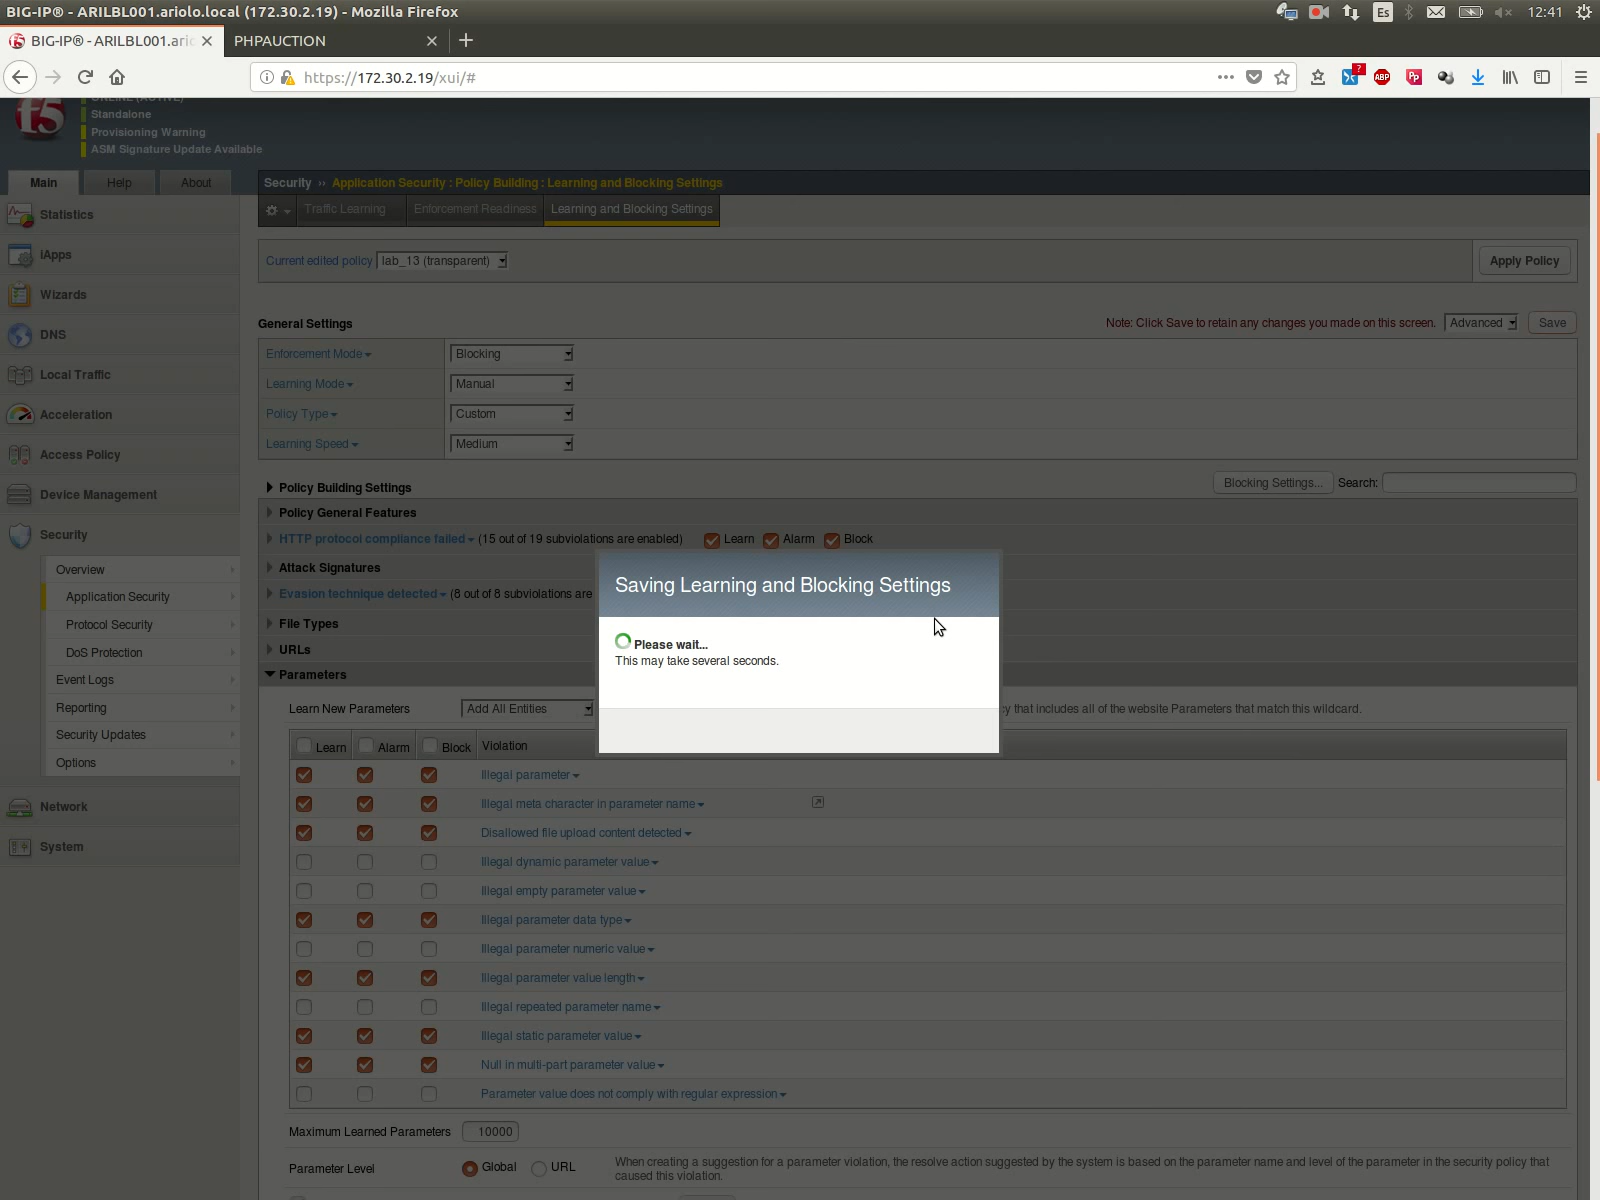 BIG-IP® - ARILBL001.ariolo.local (172.30.2.19) - Mozilla Firefox
Es
12:41
BIG-IP® - ARILBL001.ario
PHPAUCTION
https://172.30.2.19/xui/#
?
ABP
f5
ONLINE (ACTIVE)
Standalone
Provisioning Warning
ASM Signature Update Available
Main
Help
About
Security ›› Application Security : Policy Building : Learning and Blocking Settings
Traffic Learning
Enforcement Readiness
Learning and Blocking Settings
Statistics
iApps
Wizards
DNS
Local Traffic
Acceleration
Access Policy
Device Management
Security
Overview
Application Security
Protocol Security
DoS Protection
Event Logs
Reporting
Security Updates
Options
Network
System
Current edited policy
lab_13 (transparent)
Apply Policy
General Settings
Note: Click Save to retain any changes you made on this screen.
Advanced
Save
Enforcement Mode
Blocking
Learning Mode
Manual
Policy Type
Custom
Learning Speed
Medium
Policy Building Settings
Blocking Settings...
Search:
Policy General Features
HTTP protocol compliance failed (15 out of 19 subviolations are enabled)
Learn
Alarm
Block
Attack Signatures
Evasion technique detected (8 out of 8 subviolations are
File Types
URLs
Parameters
Saving Learning and Blocking Settings
Please wait...
This may take several seconds.
Learn New Parameters
Add All Entities
that includes all of the website Parameters that match this wildcard.
Learn
Alarm
Block
Violation
Illegal parameter
Illegal meta character in parameter name
Disallowed file upload content detected
Illegal dynamic parameter value
Illegal empty parameter value
Illegal parameter data type
Illegal parameter numeric value
Illegal parameter value length
Illegal repeated parameter name
Illegal static parameter value
Null in multi-part parameter value
Parameter value does not comply with regular expression
Maximum Learned Parameters
10000
Parameter Level
Global
URL
When creating a suggestion for a parameter violation, the resolve action suggested by the system is based on the parameter name and level of the parameter in the security policy that
caused this violation.